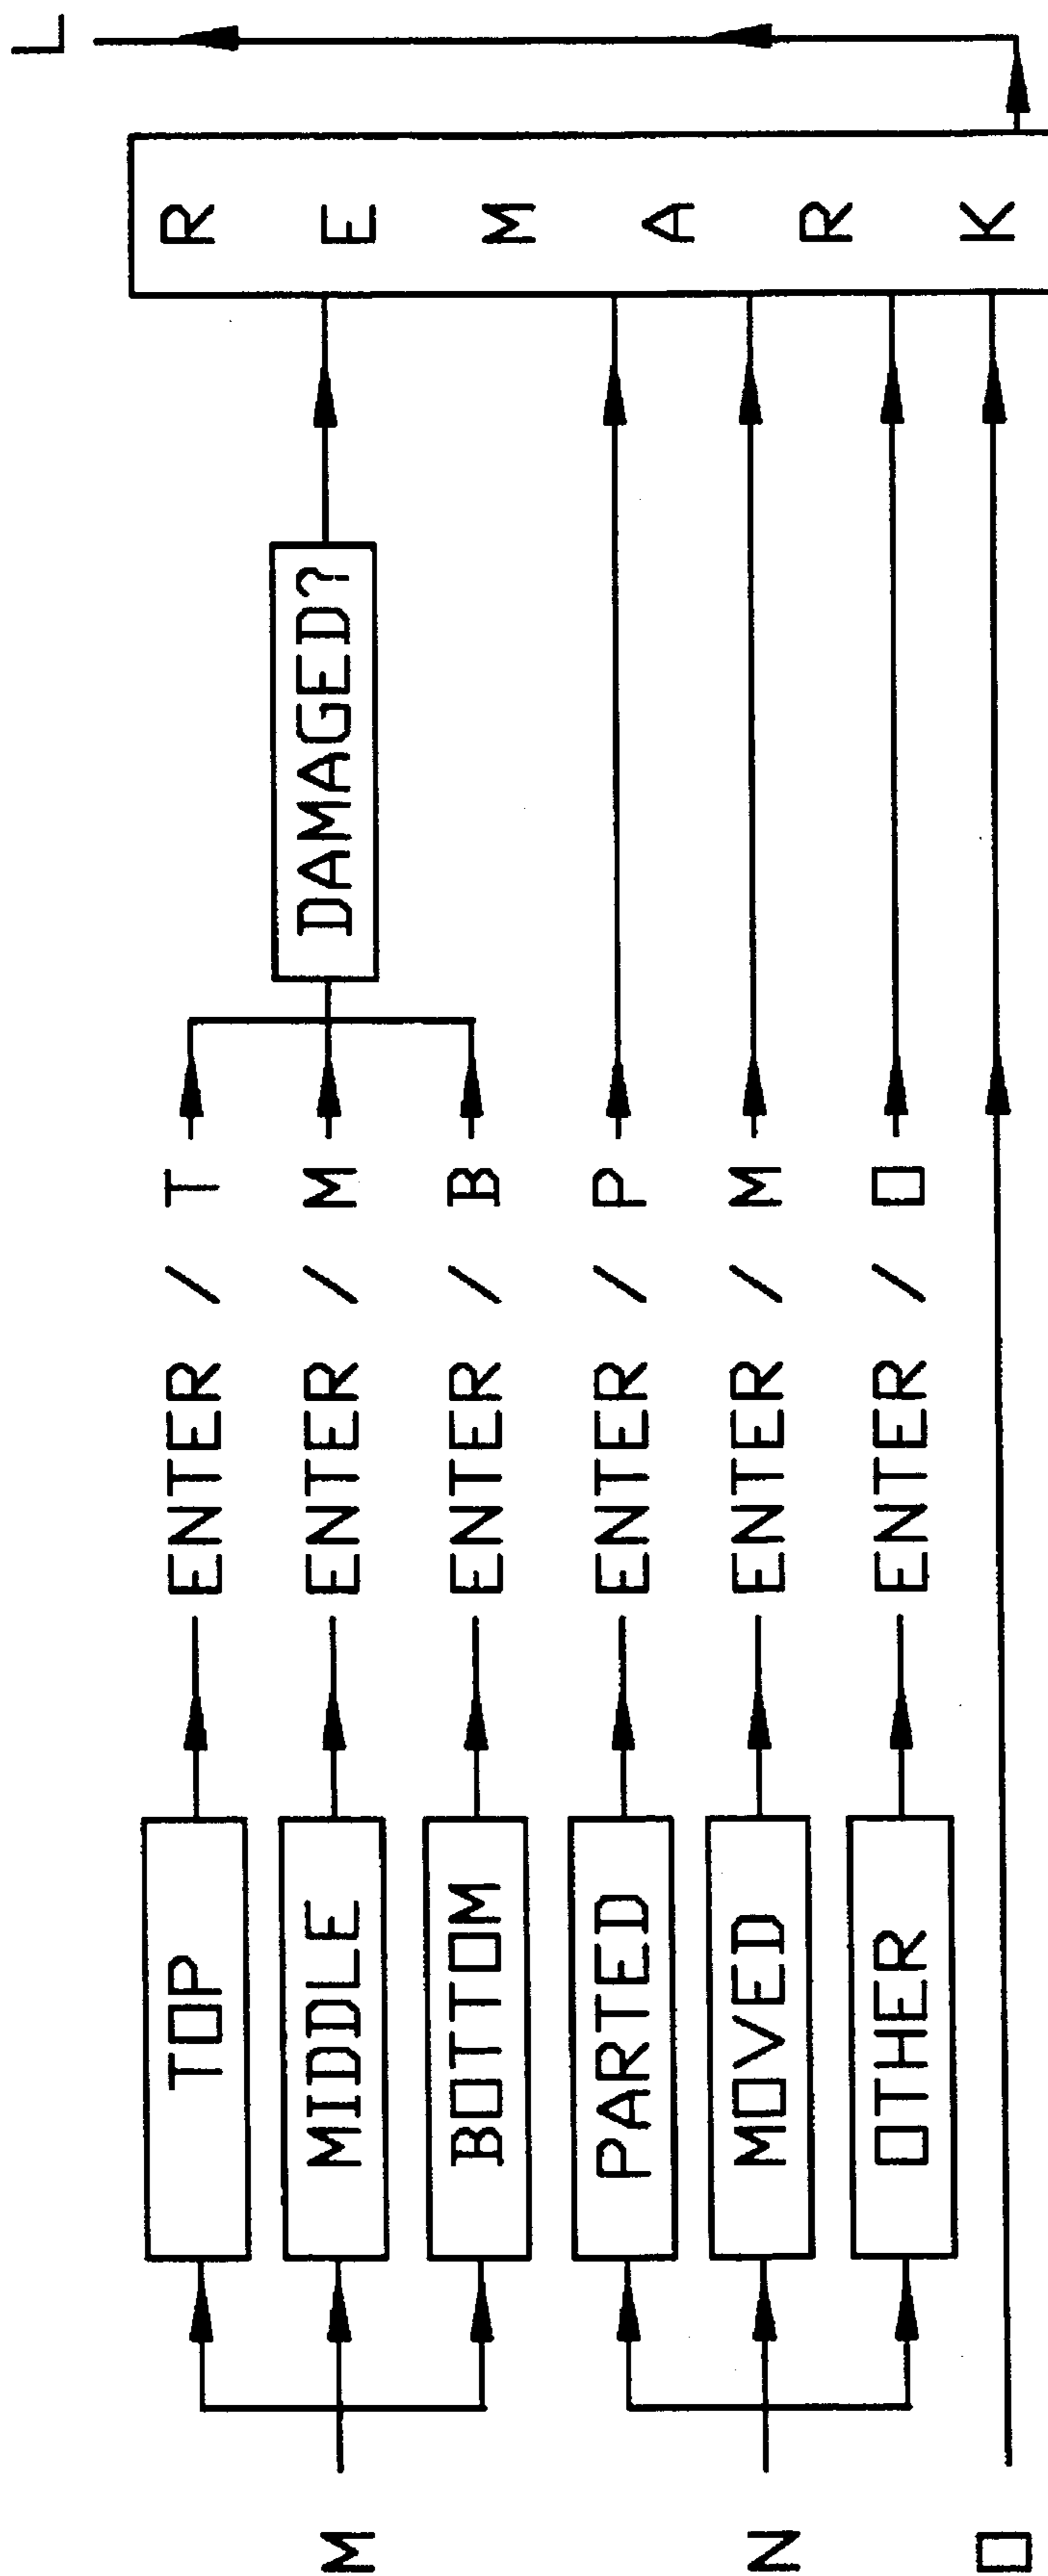 M
TOP
ENTER / T
MIDDLE
ENTER / M
BOTTOM
ENTER / B
DAMAGED?
N
PARTED
ENTER / P
MOVED
ENTER / M
OTHER
ENTER / O
O
REMARK
L